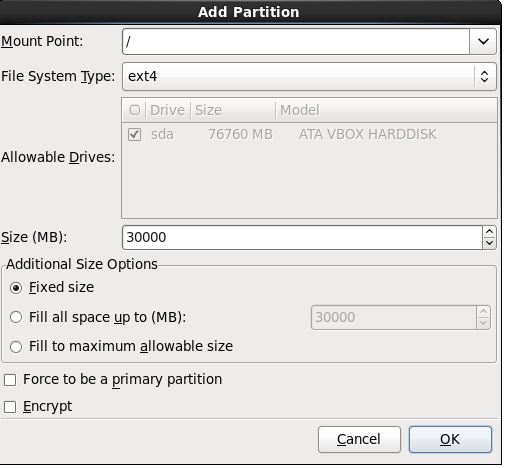 Add Partition
Mount Point: /
File System Type: ext4
Drive Size Model
sda 76760 MB ATA VBOX HARDDISK
Allowable Drives:
Size (MB): 30000
Additional Size Options
Fixed size
Fill all space up to (MB): 30000
Fill to maximum allowable size
Force to be a primary partition
Encrypt
Cancel OK